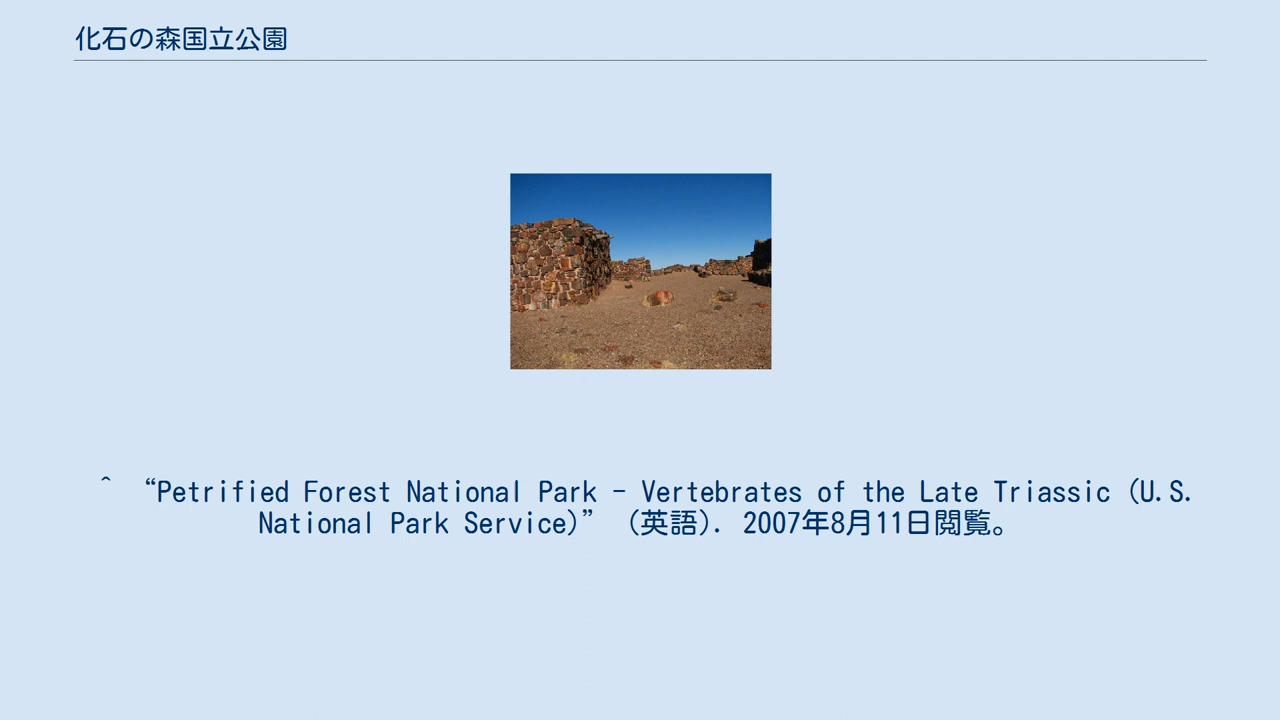 化石の森国立公園
^ “Petrified Forest National Park - Vertebrates of the Late Triassic (U.S.
National Park Service)” (英語). 2007年8月11日閲覧。